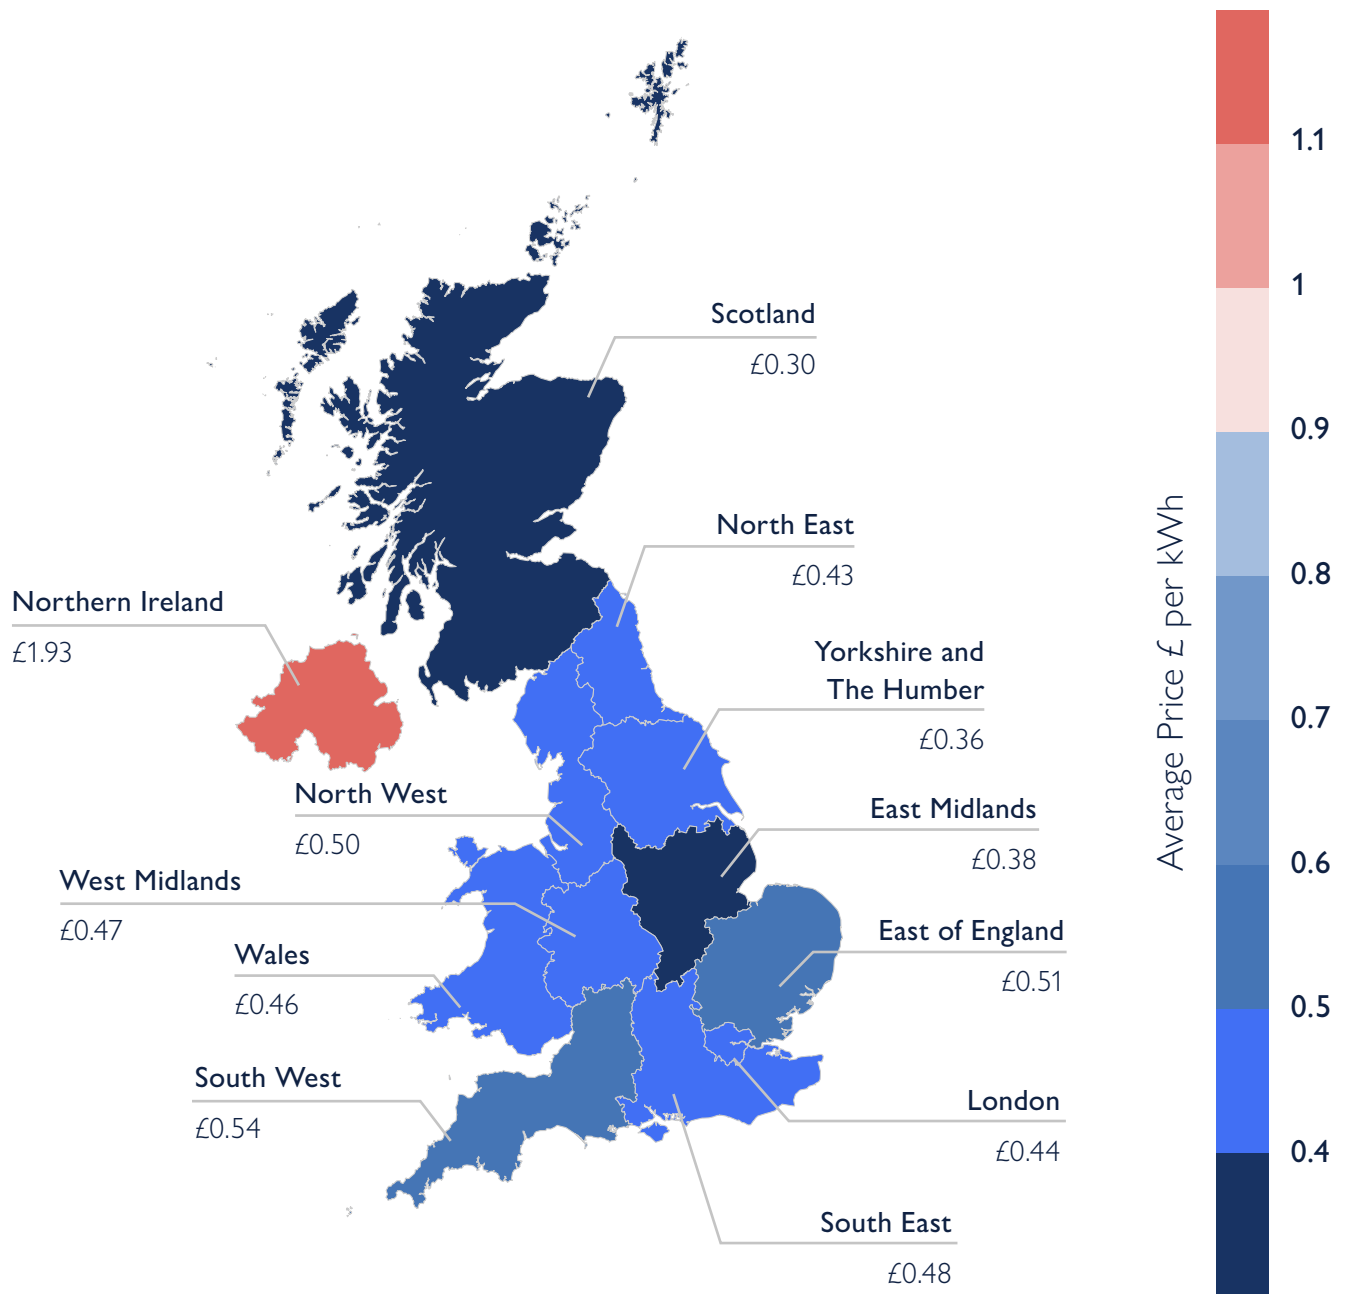 Scotland
£0.30
North East
£0.43
Northern Ireland
£1.93
Yorkshire and
The Humber
£0.36
North West
£0.50
East Midlands
£0.38
West Midlands
£0.47
East of England
£0.51
Wales
£0.46
South West
£0.54
London
£0.44
South East
£0.48
Average Price £ per kWh
1.1
1
0.9
0.8
0.7
0.6
0.5
0.4